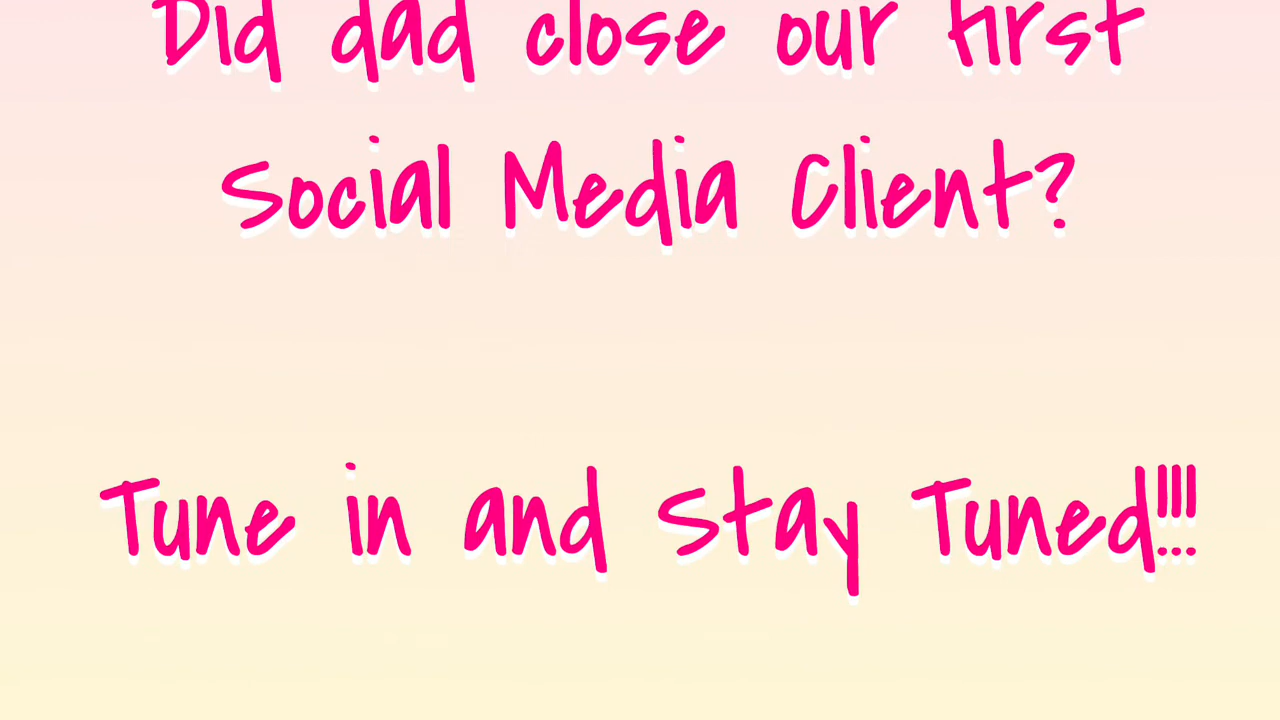 Did dad close our first
Social Media Client?
Tune in and Stay Tuned!!!